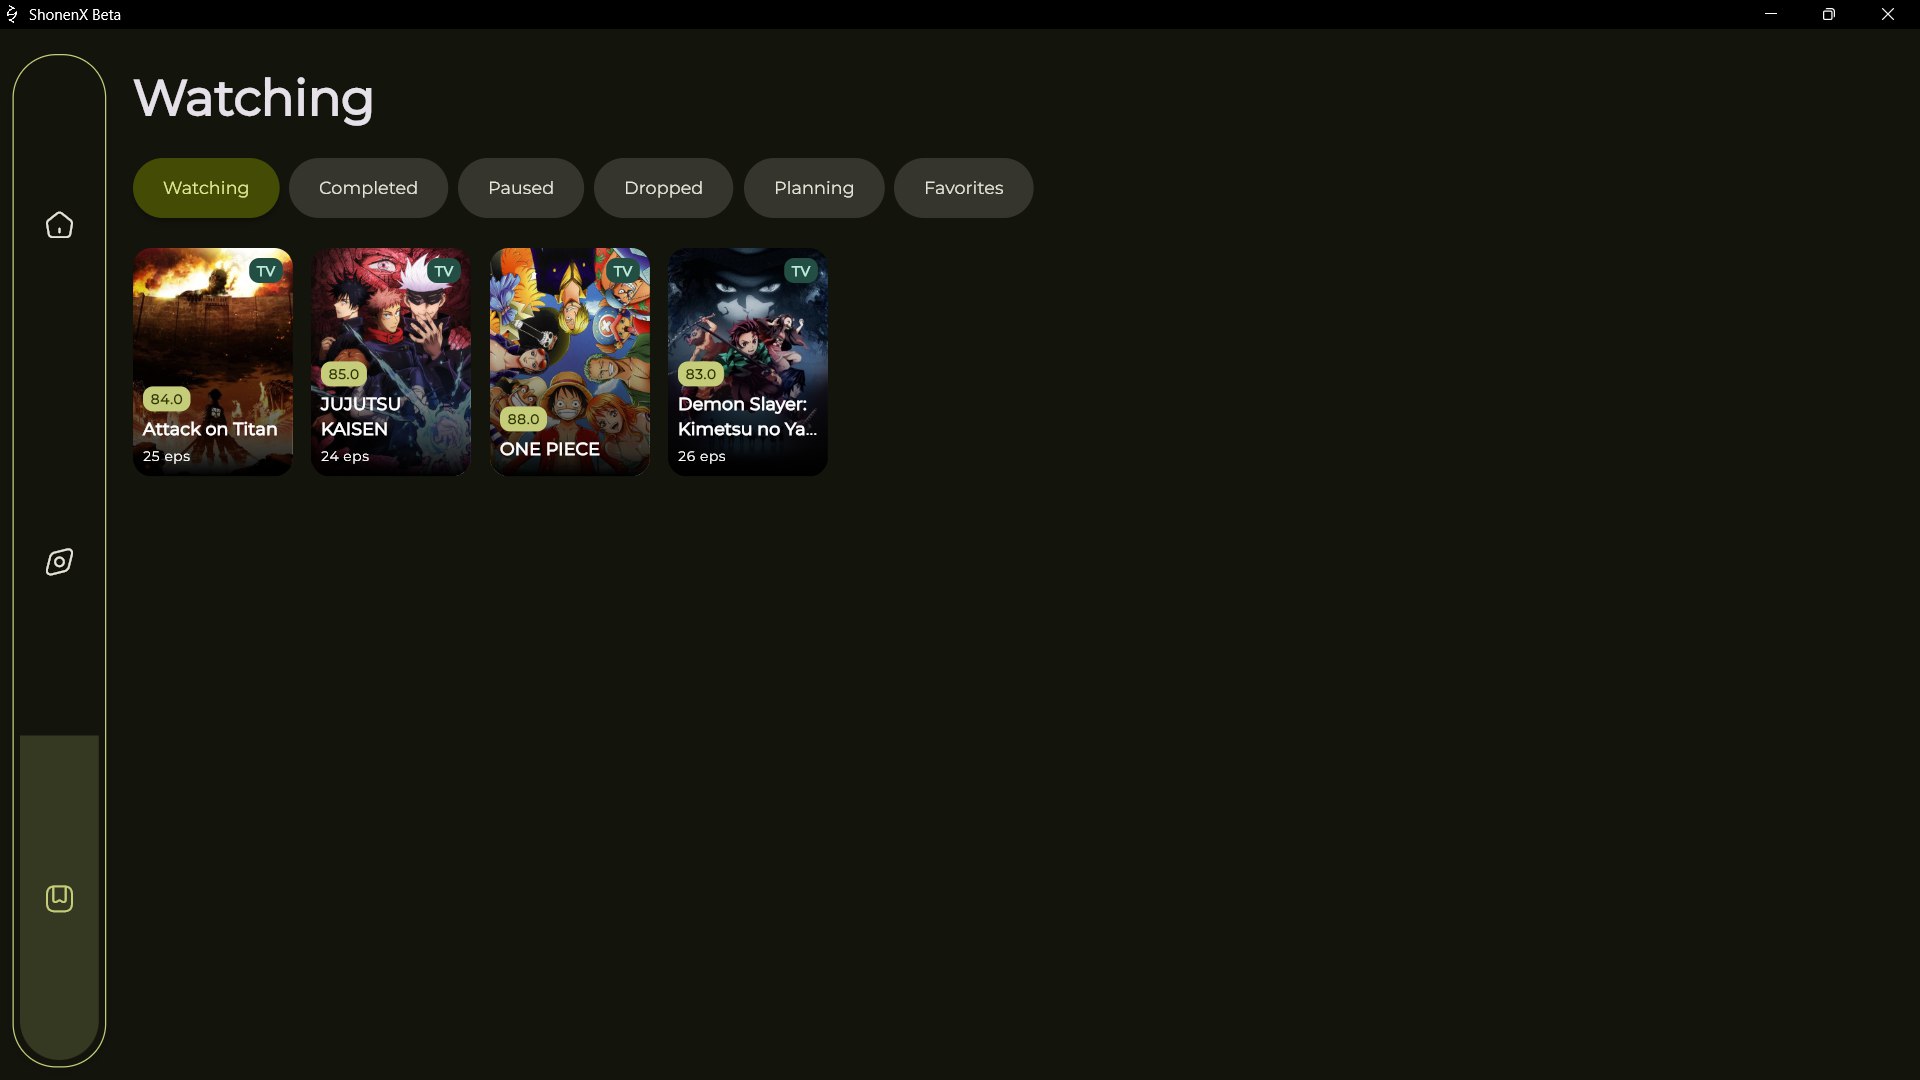 ShonenX Beta
Watching
Watching
Completed
Paused
Dropped
Planning
Favorites
TV
84.0
Attack on Titan
25 eps
TV
85.0
JUJUTSU
KAISEN
24 eps
TV
88.0
ONE PIECE
TV
83.0
Demon Slayer:
Kimetsu no Ya...
26 eps